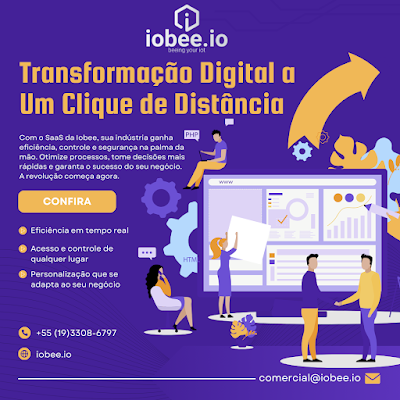 iobee.io
beeing your iot
Transformação Digital a
Um Clique de Distância
Com o SaaS da Iobee, sua indústria ganha
eficiência, controle e segurança na palma da
mão. Otimize processos, tome decisões mais
rápidas e garanta o sucesso do seu negócio.
A revolução começa agora.
PHP
CONFIRA
WWW
Eficiência em tempo real
Acesso e controle de
qualquer lugar
HTM
Personalização que se
adapta ao seu negócio
+55 (19)3308-6797
iobee.io
comercial@iobee.io